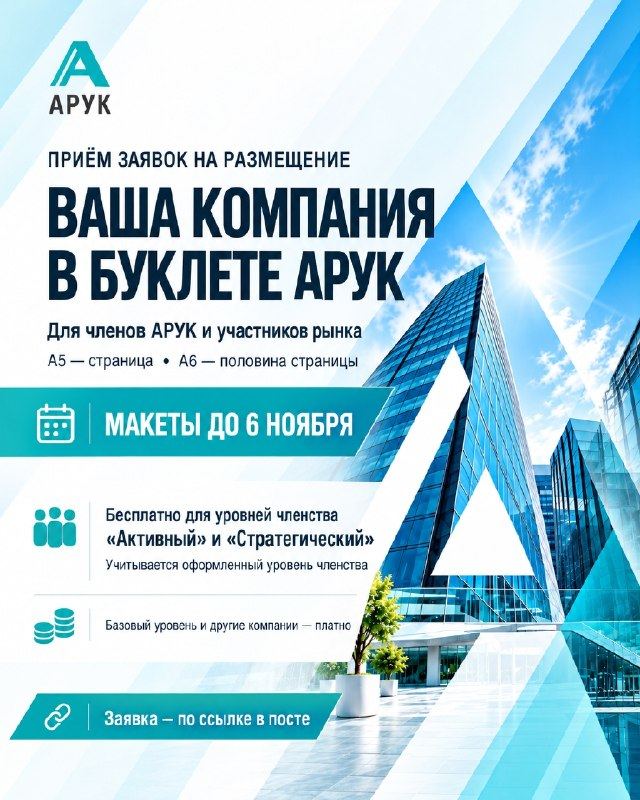 АРУК
ПРИЁМ ЗАЯВОК НА РАЗМЕЩЕНИЕ
ВАША КОМПАНИЯ
В БУКЛЕТЕ АРУК
Для членов АРУК и участников рынка
А5 — страница • А6 — половина страницы
МАКЕТЫ ДО 6 НОЯБРЯ
Бесплатно для уровней членства
«Активный» и «Стратегический»
Учитывается оформленный уровень членства
Базовый уровень и другие компании — платно
Заявка — по ссылке в посте